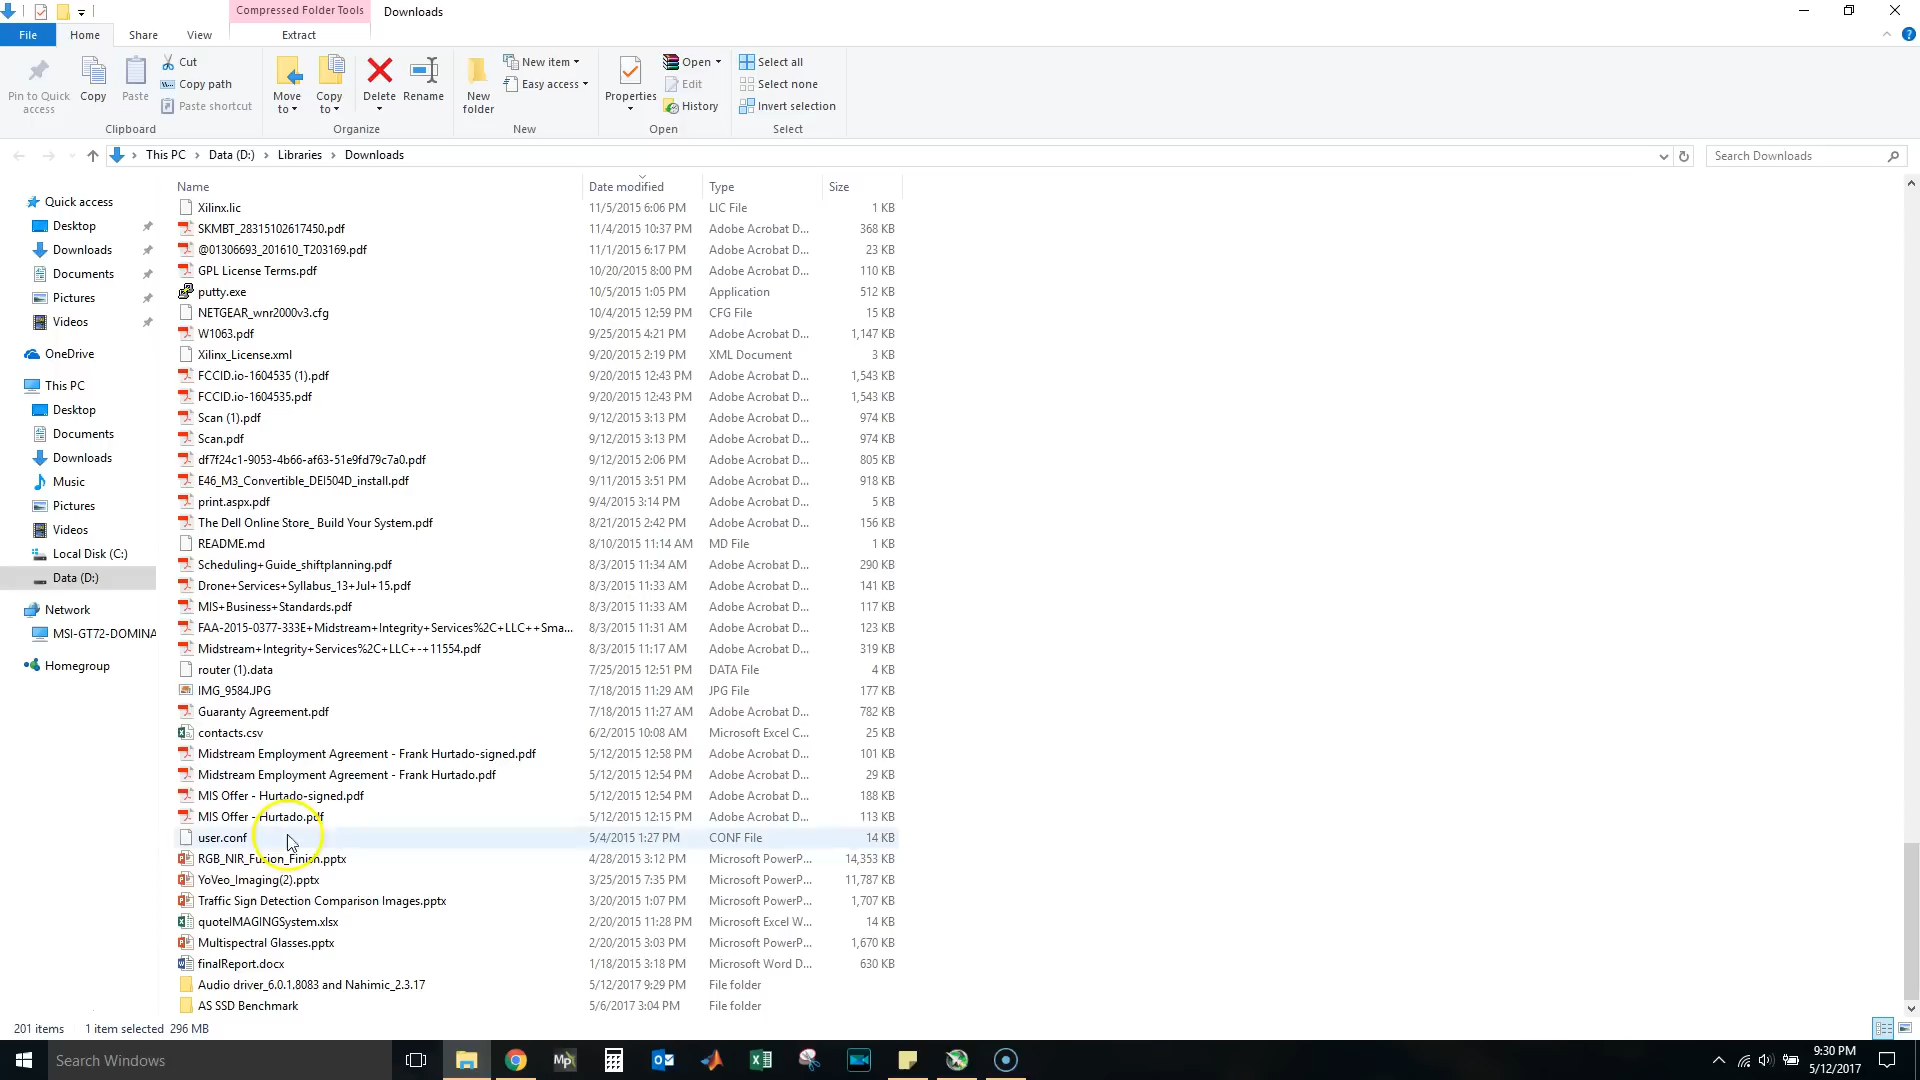 Compressed Folder Tools
Downloads
File
Home
Share
View
Extract
Pin to Quick access
Copy
Paste
Cut
Copy path
Paste shortcut
Clipboard
Move to
Copy to
Delete
Rename
Organize
New folder
New item
Easy access
New
Properties
Open
Edit
History
Open
Select all
Select none
Invert selection
Select
This PC > Data (D:) > Libraries > Downloads
Search Downloads
Quick access
Desktop
Downloads
Documents
Pictures
Videos
OneDrive
This PC
Desktop
Documents
Downloads
Music
Pictures
Videos
Local Disk (C:)
Data (D:)
Network
MSI-GT72-DOMINA
Homegroup
Name Date modified Type Size
Xilinx.lic 11/5/2015 6:06 PM LIC File 1 KB
SKMBT_28315102617450.pdf 11/4/2015 10:37 PM Adobe Acrobat D... 368 KB
@01306693_201610_T203169.pdf 11/1/2015 6:17 PM Adobe Acrobat D... 23 KB
GPL License Terms.pdf 10/20/2015 8:00 PM Adobe Acrobat D... 110 KB
putty.exe 10/5/2015 1:05 PM Application 512 KB
NETGEAR_wnr2000v3.cfg 10/4/2015 12:59 PM CFG File 15 KB
W1063.pdf 9/25/2015 4:21 PM Adobe Acrobat D... 1,147 KB
Xilinx_License.xml 9/20/2015 2:19 PM XML Document 3 KB
FCCID.io-1604535 (1).pdf 9/20/2015 12:43 PM Adobe Acrobat D... 1,543 KB
FCCID.io-1604535.pdf 9/20/2015 12:43 PM Adobe Acrobat D... 1,543 KB
Scan (1).pdf 9/12/2015 3:13 PM Adobe Acrobat D... 974 KB
Scan.pdf 9/12/2015 3:13 PM Adobe Acrobat D... 974 KB
df7f24c1-9053-4b66-af63-51e9fd79c7a0.pdf 9/12/2015 2:06 PM Adobe Acrobat D... 805 KB
E46_M3_Convertible_DEI504D_install.pdf 9/11/2015 3:51 PM Adobe Acrobat D... 918 KB
print.aspx.pdf 9/4/2015 3:14 PM Adobe Acrobat D... 5 KB
The Dell Online Store_ Build Your System.pdf 8/21/2015 2:42 PM Adobe Acrobat D... 156 KB
README.md 8/10/2015 11:14 AM MD File 1 KB
Scheduling+Guide_shiftplanning.pdf 8/3/2015 11:34 AM Adobe Acrobat D... 290 KB
Drone+Services+Syllabus_13+Jul+15.pdf 8/3/2015 11:33 AM Adobe Acrobat D... 141 KB
MIS+Business+Standards.pdf 8/3/2015 11:33 AM Adobe Acrobat D... 117 KB
FAA-2015-0377-333E+Midstream+Integrity+Services%2C+LLC++Sma... 8/3/2015 11:31 AM Adobe Acrobat D... 123 KB
Midstream+Integrity+Services%2C+LLC+-+11554.pdf 8/3/2015 11:17 AM Adobe Acrobat D... 319 KB
router (1).data 7/25/2015 12:51 PM DATA File 4 KB
IMG_9584.JPG 7/18/2015 11:29 AM JPG File 177 KB
Guaranty Agreement.pdf 7/18/2015 11:27 AM Adobe Acrobat D... 782 KB
contacts.csv 6/2/2015 10:08 AM Microsoft Excel C... 25 KB
Midstream Employment Agreement - Frank Hurtado-signed.pdf 5/12/2015 12:58 PM Adobe Acrobat D... 101 KB
Midstream Employment Agreement - Frank Hurtado.pdf 5/12/2015 12:54 PM Adobe Acrobat D... 29 KB
MIS Offer - Hurtado-signed.pdf 5/12/2015 12:54 PM Adobe Acrobat D... 188 KB
MIS Offer - Hurtado.pdf 5/12/2015 12:15 PM Adobe Acrobat D... 113 KB
user.conf 5/4/2015 1:27 PM CONF File 14 KB
RGB_NIR_Fusion_Finish.pptx 4/28/2015 3:12 PM Microsoft PowerP... 14,353 KB
YoVeo_Imaging(2).pptx 3/25/2015 7:35 PM Microsoft PowerP... 11,787 KB
Traffic Sign Detection Comparison Images.pptx 3/20/2015 1:07 PM Microsoft PowerP... 1,707 KB
quoteIMAGINGSystem.xlsx 2/20/2015 11:28 PM Microsoft Excel W... 14 KB
Multispectral Glasses.pptx 2/20/2015 3:03 PM Microsoft PowerP... 1,670 KB
finalReport.docx 1/18/2015 3:18 PM Microsoft Word D... 630 KB
Audio driver_6.0.1.8083 and Nahimic_2.3.17 5/12/2017 9:29 PM File folder
AS SSD Benchmark 5/6/2017 3:04 PM File folder
201 items 1 item selected 296 MB
Search Windows
Mp
9:30 PM
5/12/2017